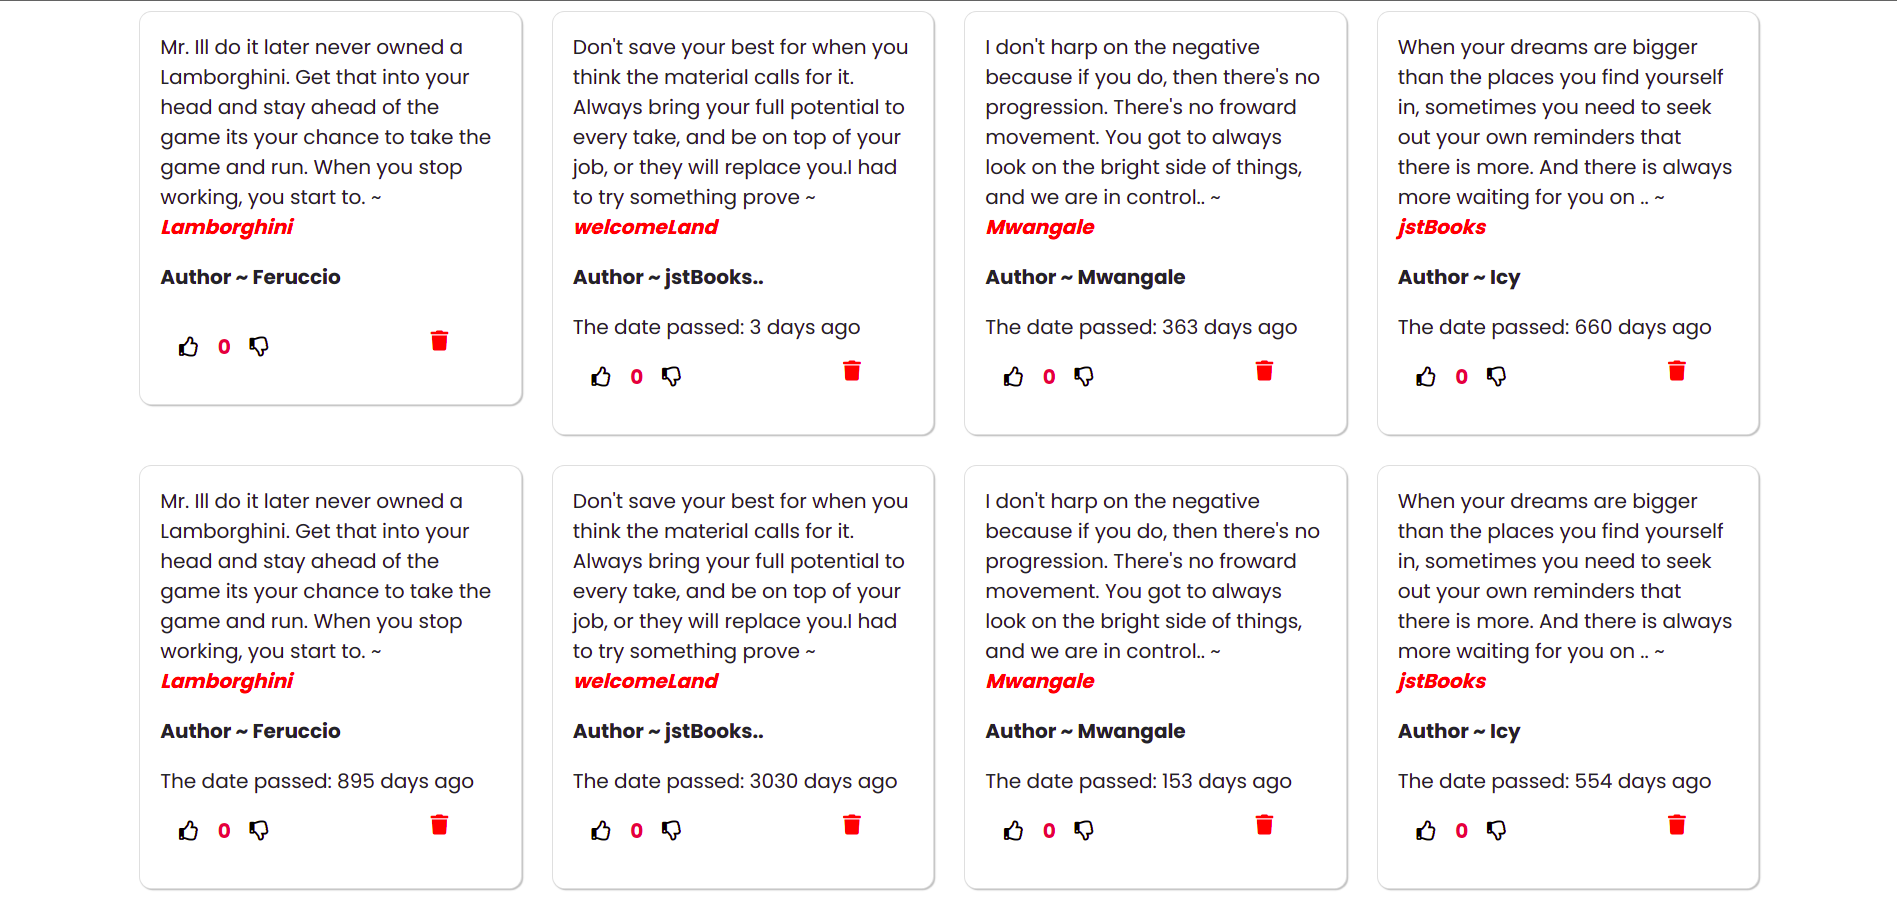 Mr. Ill do it later never owned a
Lamborghini. Get that into your
head and stay ahead of the
game its your chance to take the
game and run. When you stop
working, you start to. ~
Lamborghini
Author ~ Feruccio
0
Don't save your best for when you
think the material calls for it.
Always bring your full potential to
every take, and be on top of your
job, or they will replace you.I had
to try something prove ~
welcomeLand
Author ~ jstBooks..
The date passed: 3 days ago
0
I don't harp on the negative
because if you do, then there's no
progression. There's no froward
movement. You got to always
look on the bright side of things,
and we are in control.. ~
Mwangale
Author ~ Mwangale
The date passed: 363 days ago
0
When your dreams are bigger
than the places you find yourself
in, sometimes you need to seek
out your own reminders that
there is more. And there is always
more waiting for you on .. ~
jstBooks
Author ~ Icy
The date passed: 660 days ago
0
Mr. Ill do it later never owned a
Lamborghini. Get that into your
head and stay ahead of the
game its your chance to take the
game and run. When you stop
working, you start to. ~
Lamborghini
Author ~ Feruccio
The date passed: 895 days ago
0
Don't save your best for when you
think the material calls for it.
Always bring your full potential to
every take, and be on top of your
job, or they will replace you.I had
to try something prove ~
welcomeLand
Author ~ jstBooks..
The date passed: 3030 days ago
0
I don't harp on the negative
because if you do, then there's no
progression. There's no froward
movement. You got to always
look on the bright side of things,
and we are in control.. ~
Mwangale
Author ~ Mwangale
The date passed: 153 days ago
0
When your dreams are bigger
than the places you find yourself
in, sometimes you need to seek
out your own reminders that
there is more. And there is always
more waiting for you on .. ~
jstBooks
Author ~ Icy
The date passed: 554 days ago
0